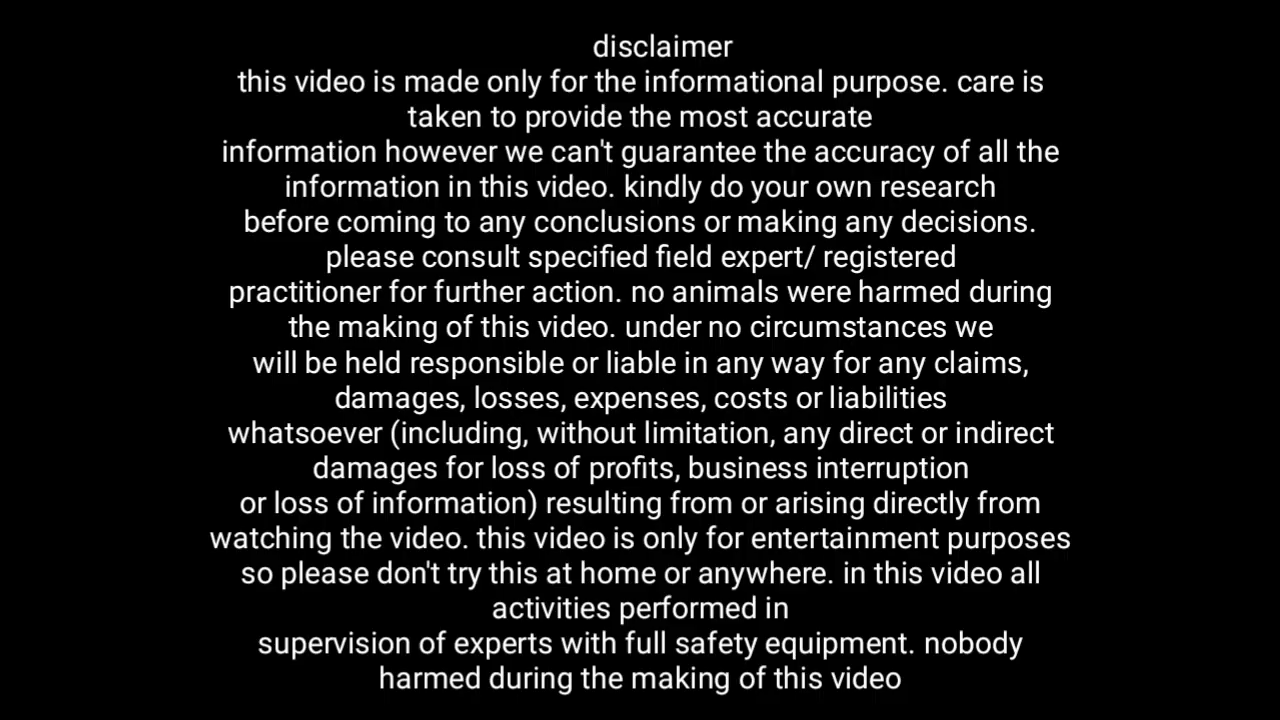 disclaimer
this video is made only for the informational purpose. care is
taken to provide the most accurate
information however we can't guarantee the accuracy of all the
information in this video. kindly do your own research
before coming to any conclusions or making any decisions.
please consult specified field expert/ registered
practitioner for further action. no animals were harmed during
the making of this video. under no circumstances we
will be held responsible or liable in any way for any claims,
damages, losses, expenses, costs or liabilities
whatsoever (including, without limitation, any direct or indirect
damages for loss of profits, business interruption
or loss of information) resulting from or arising directly from
watching the video. this video is only for entertainment purposes
so please don't try this at home or anywhere. in this video all
activities performed in
supervision of experts with full safety equipment. nobody
harmed during the making of this video